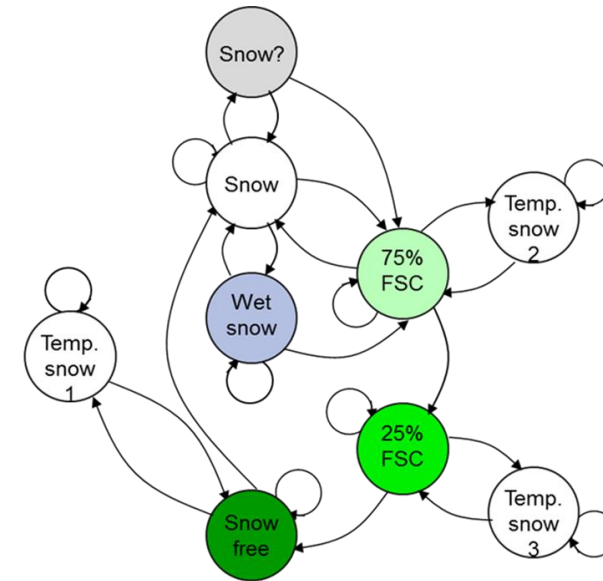 Snow?
Snow
Temp.
snow
2
75%
FSC
Wet
snow
Temp.
snow
1
25%
FSC
Temp.
snow
3
Snow
free